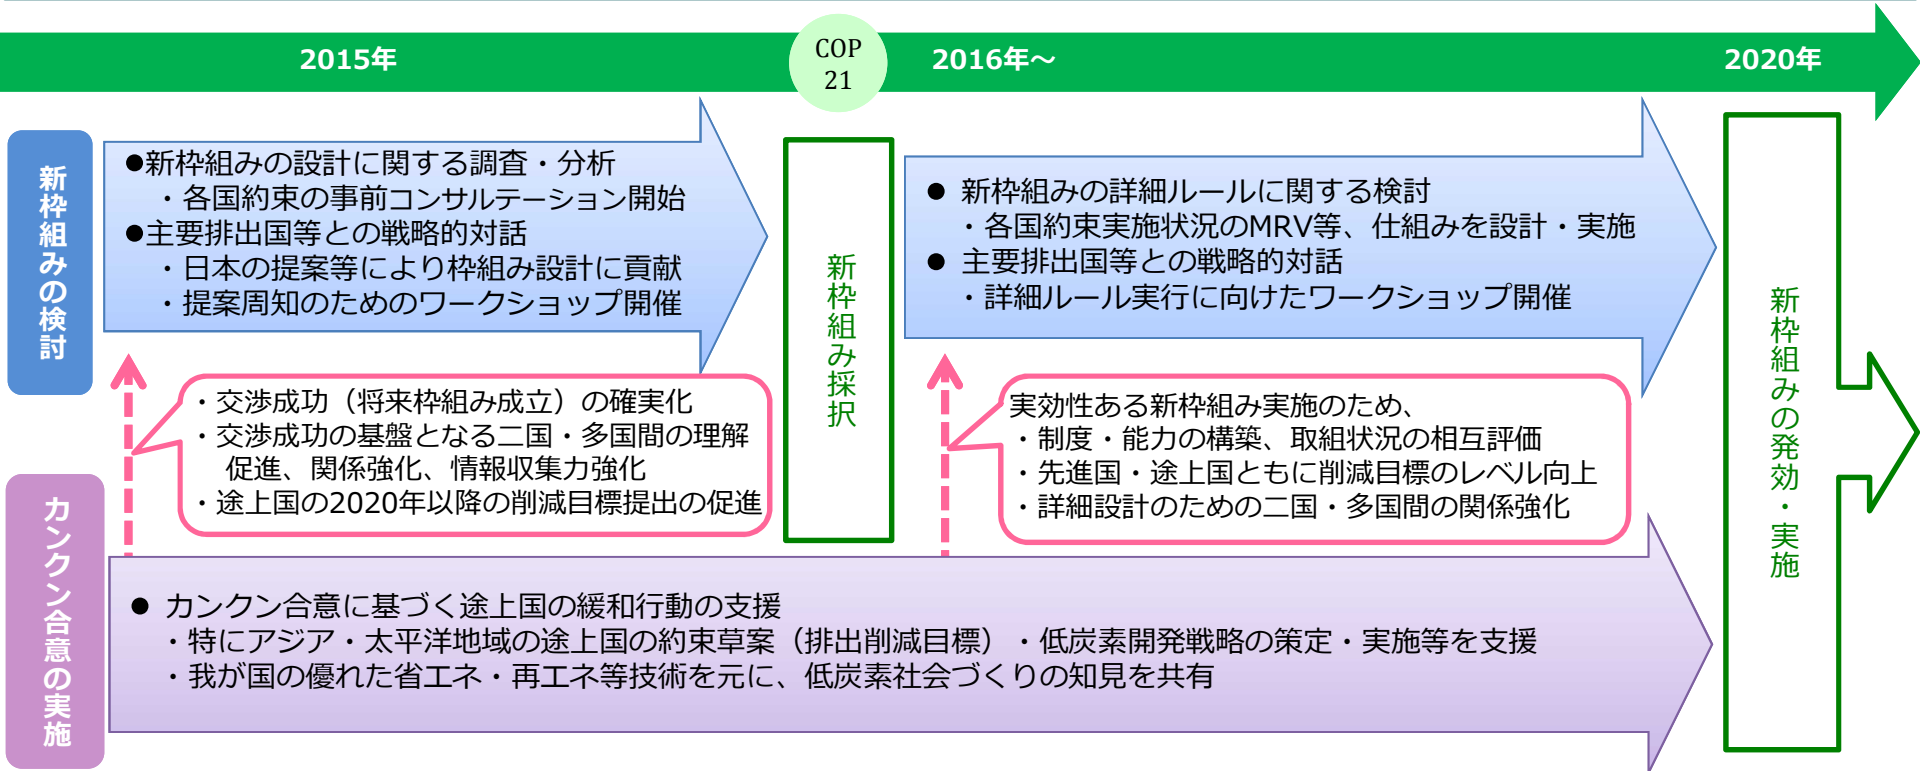 2015年
COP
21
2016年～
2020年
新枠組みの検討
●新枠組みの設計に関する調査・分析
・各国約束の事前コンサルテーション開始
●主要排出国等との戦略的対話
・日本の提案等により枠組み設計に貢献
・提案周知のためのワークショップ開催
新枠組み採択
● 新枠組みの詳細ルールに関する検討
・各国約束実施状況のMRV等、仕組みを設計・実施
● 主要排出国等との戦略的対話
・詳細ルール実行に向けたワークショップ開催
新枠組みの発効・実施
・交渉成功（将来枠組み成立）の確実化
・交渉成功の基盤となる二国・多国間の理解
促進、関係強化、情報収集力強化
・途上国の2020年以降の削減目標提出の促進
実効性ある新枠組み実施のため、
・制度・能力の構築、取組状況の相互評価
・先進国・途上国ともに削減目標のレベル向上
・詳細設計のための二国・多国間の関係強化
カンクン合意の実施
● カンクン合意に基づく途上国の緩和行動の支援
・特にアジア・太平洋地域の途上国の約束草案（排出削減目標）・低炭素開発戦略の策定・実施等を支援
・我が国の優れた省エネ・再エネ等技術を元に、低炭素社会づくりの知見を共有